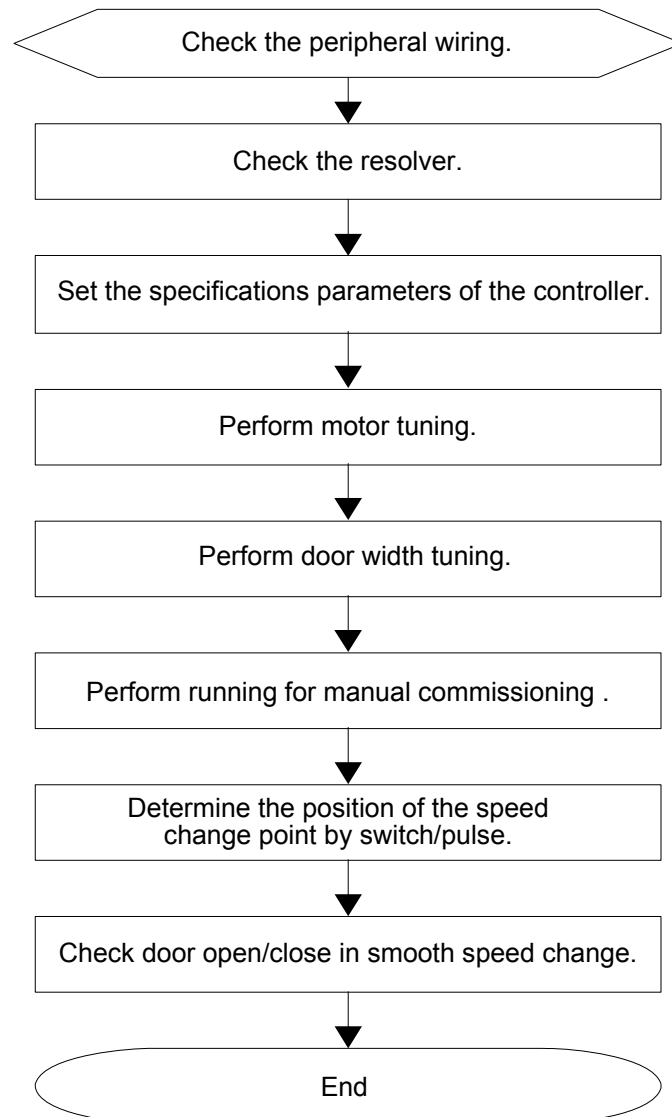 Check the peripheral wiring.
Check the resolver.
Set the specifications parameters of the controller.
Perform motor tuning.
Perform door width tuning.
Perform running for manual commissioning .
Determine the position of the speed
change point by switch/pulse.
Check door open/close in smooth speed change.
End